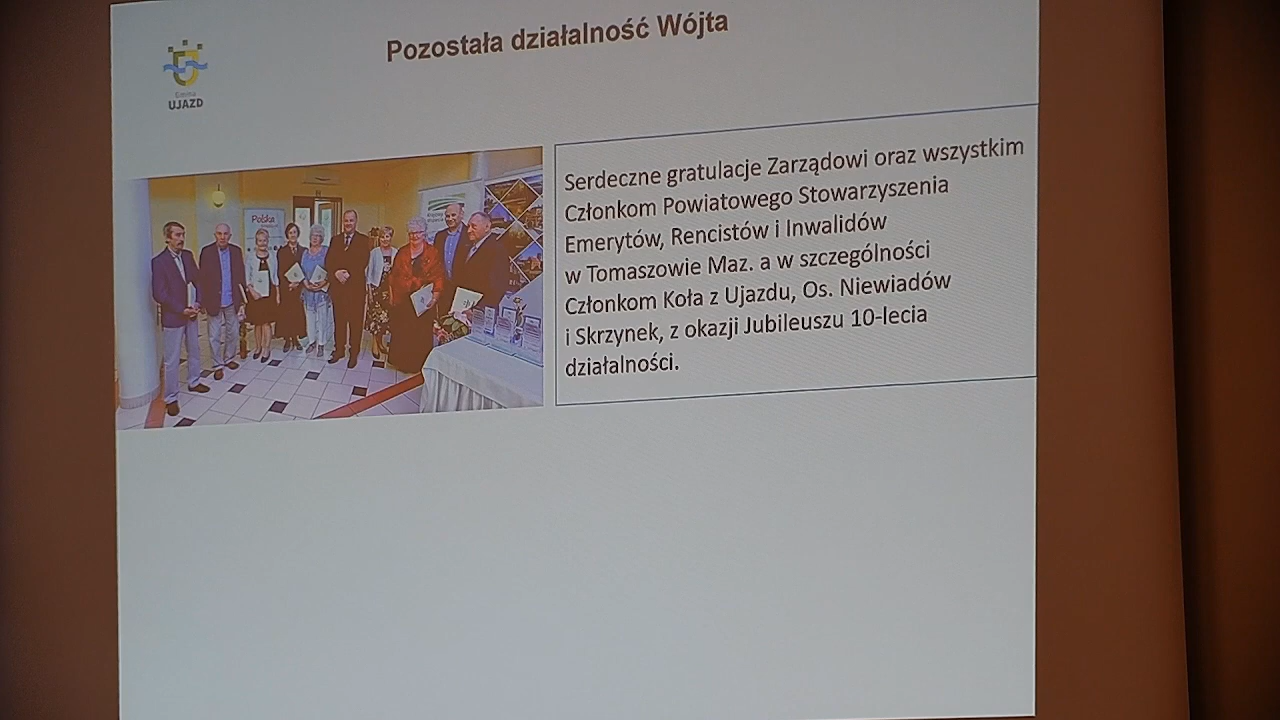 Pozostała działalność Wójta
Gmina
UJAZD
Polska
Serdeczne gratulacje Zarządowi oraz wszystkim
Członkom Powiatowego Stowarzyszenia
Emerytów, Rencistów i Inwalidów
w Tomaszowie Maz. a w szczególności
Członkom Koła z Ujazdu, Os. Niewiadów
i Skrzynek, z okazji Jubileuszu 10-lecia
działalności.